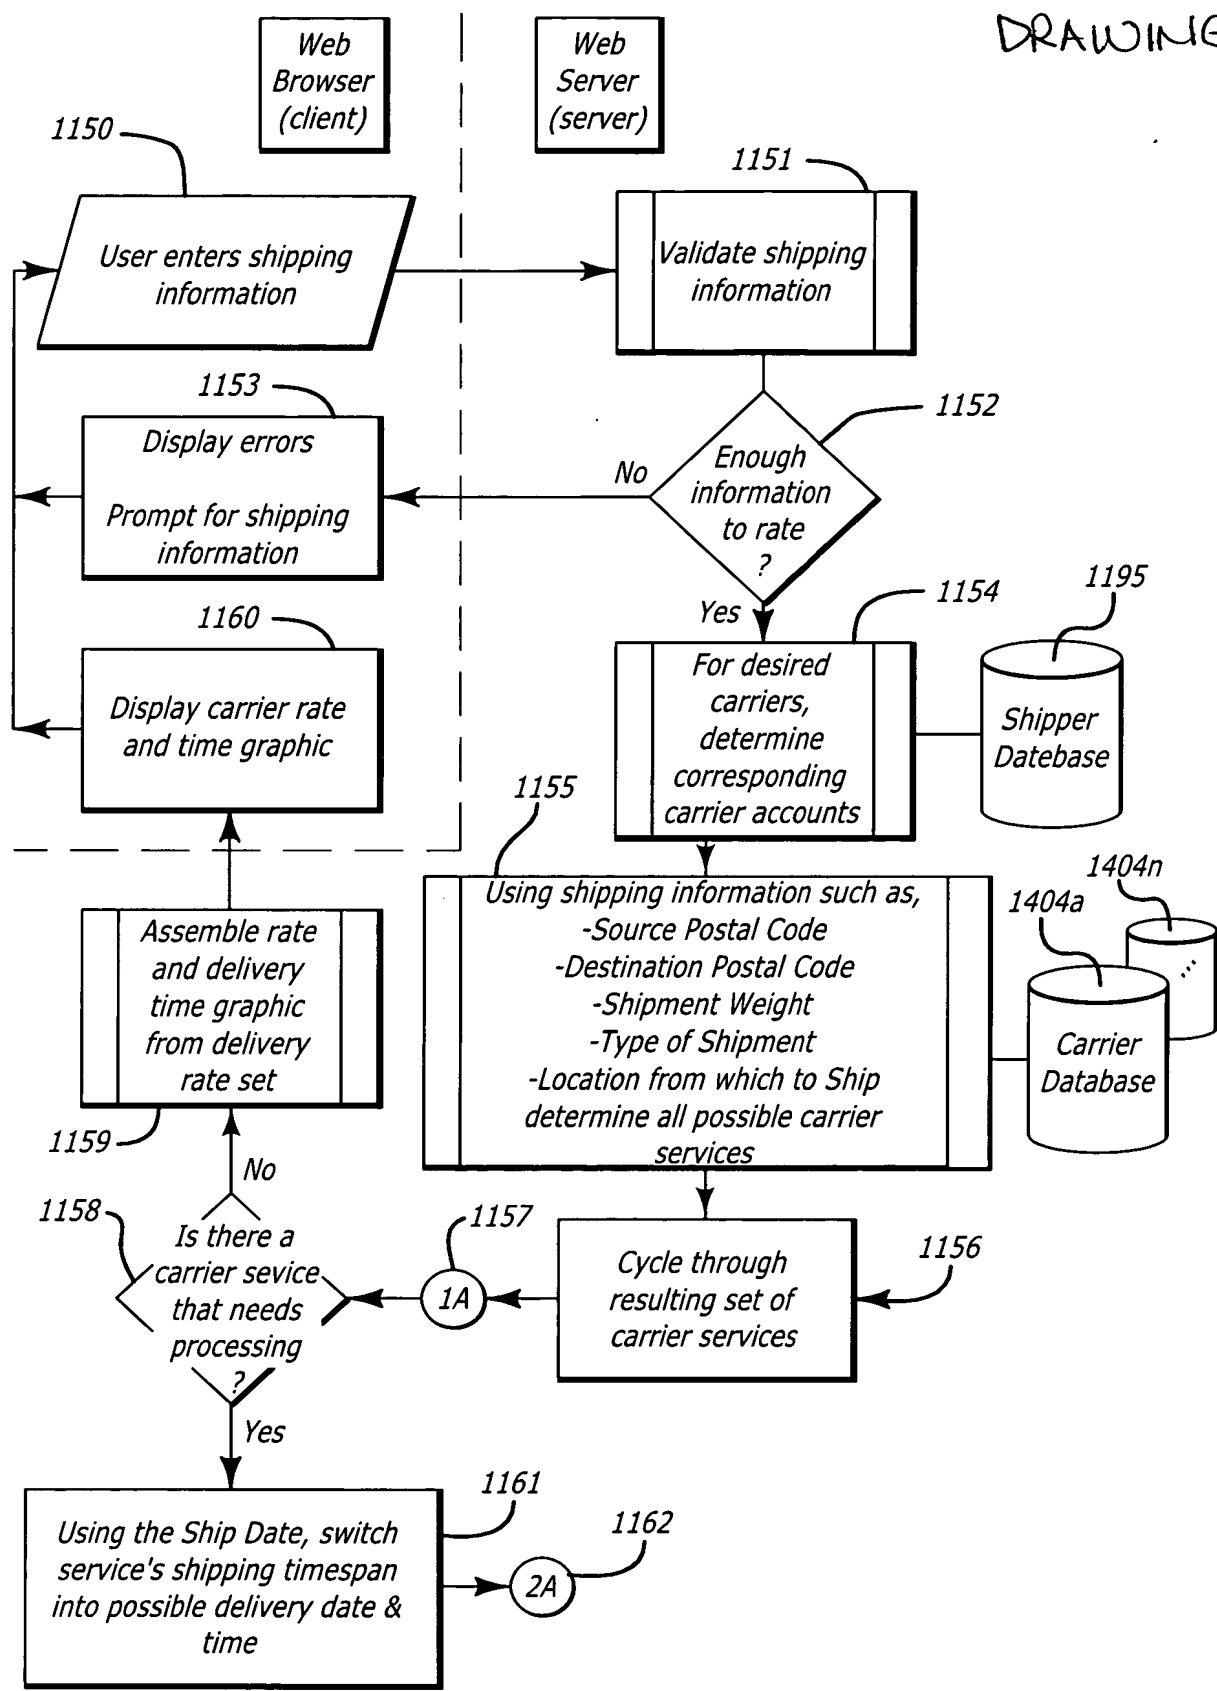 DRAWING
Web
Browser
(client)
Web
Server
(server)
1150
1151
User enters shipping
information
Validate shipping
information
1153
1152
Display errors
Prompt for shipping
information
No
Enough
information
to rate
?
Yes
1160
1154
1195
Display carrier rate
and time graphic
For desired
carriers,
determine
corresponding
carrier accounts
Shipper
Datebase
1155
1404n
1404a
Using shipping information such as,
-Source Postal Code
-Destination Postal Code
-Shipment Weight
-Type of Shipment
-Location from which to Ship
determine all possible carrier
services
Carrier
Database
Assemble rate
and delivery
time graphic
from delivery
rate set
1159
No
1158
1157
1156
Is there a
carrier sevice
that needs
processing
?
1A
Cycle through
resulting set of
carrier services
Yes
1161
1162
Using the Ship Date, switch
service's shipping timespan
into possible delivery date &
time
2A